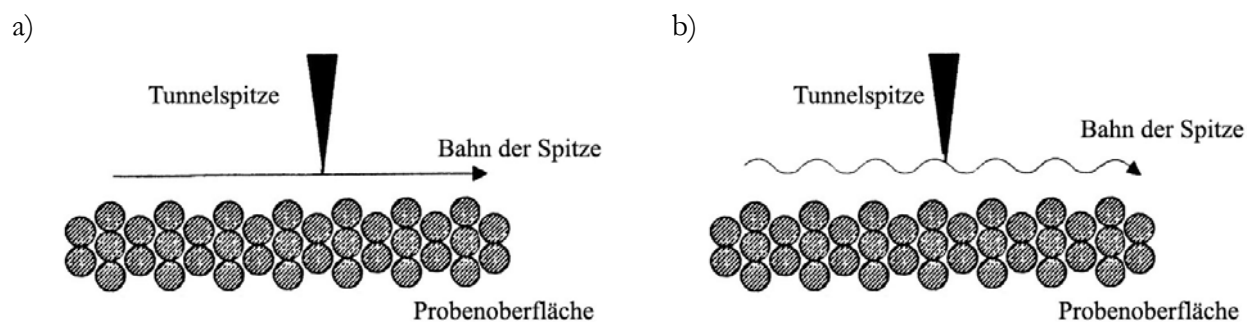 a)
Tunnelspitze
Bahn der Spitze
Probenoberfläche
b)
Tunnelspitze
Bahn der Spitze
Probenoberfläche